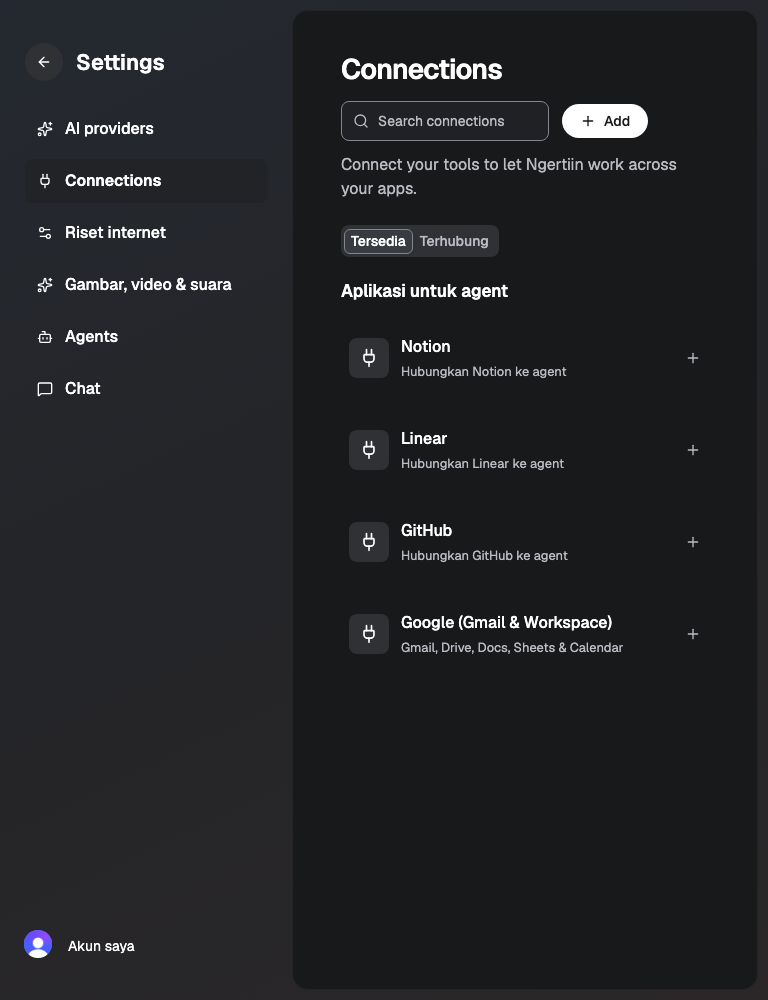 Settings
AI providers
Connections
Riset internet
Gambar, video & suara
Agents
Chat
Akun saya
Connections
Search connections
Add
Connect your tools to let Ngertiin work across
your apps.
Tersedia
Terhubung
Aplikasi untuk agent
Notion
Hubungkan Notion ke agent
Linear
Hubungkan Linear ke agent
GitHub
Hubungkan GitHub ke agent
Google (Gmail & Workspace)
Gmail, Drive, Docs, Sheets & Calendar